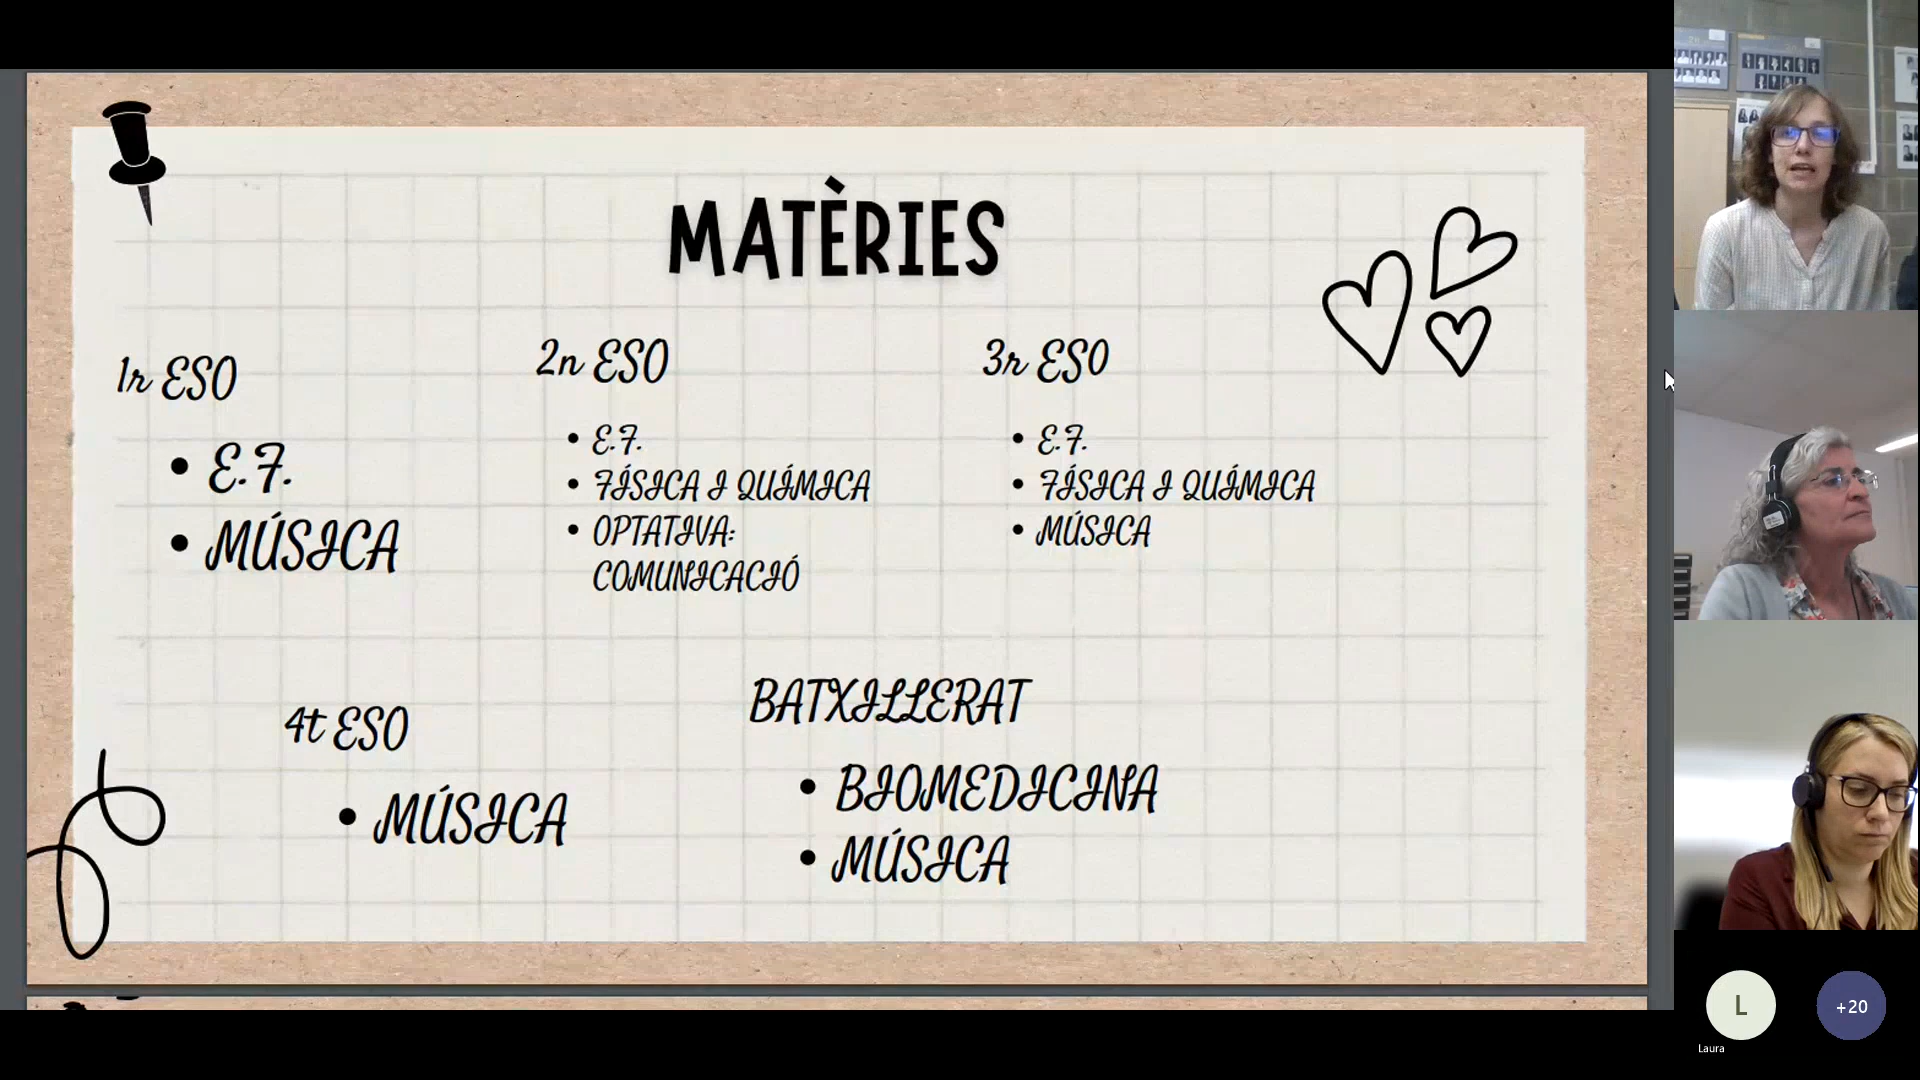 MATÈRIES
1r ESO
• E.F.
• MÚSICA
2n ESO
• E.F.
• FÍSICA I QUÍMICA
• OPTATIVA:
COMUNICACIÓ
3r ESO
• E.F.
• FÍSICA I QUÍMICA
• MÚSICA
4t ESO
• MÚSICA
BATXILLERAT
• BIOMEDICINA
• MÚSICA
L
Laura
+20